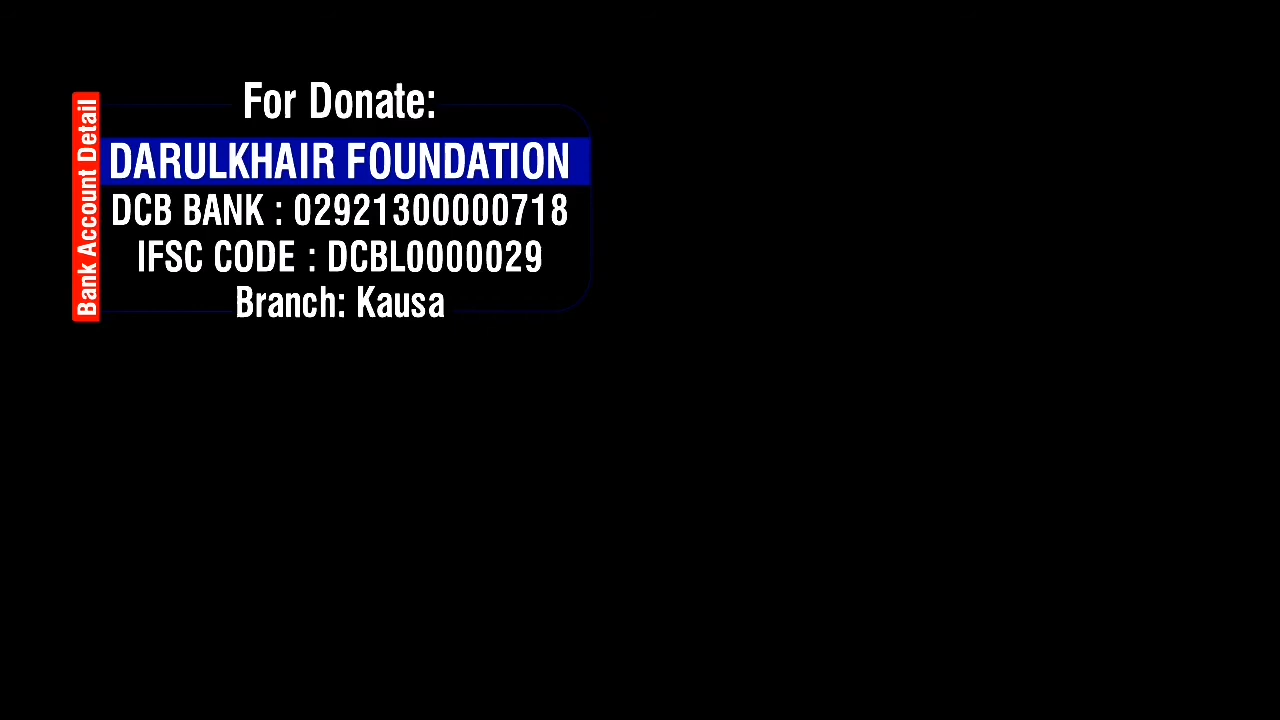 For Donate:
Bank Account Detail
DARULKHAIR FOUNDATION
DCB BANK : 02921300000718
IFSC CODE : DCBL0000029
Branch: Kausa